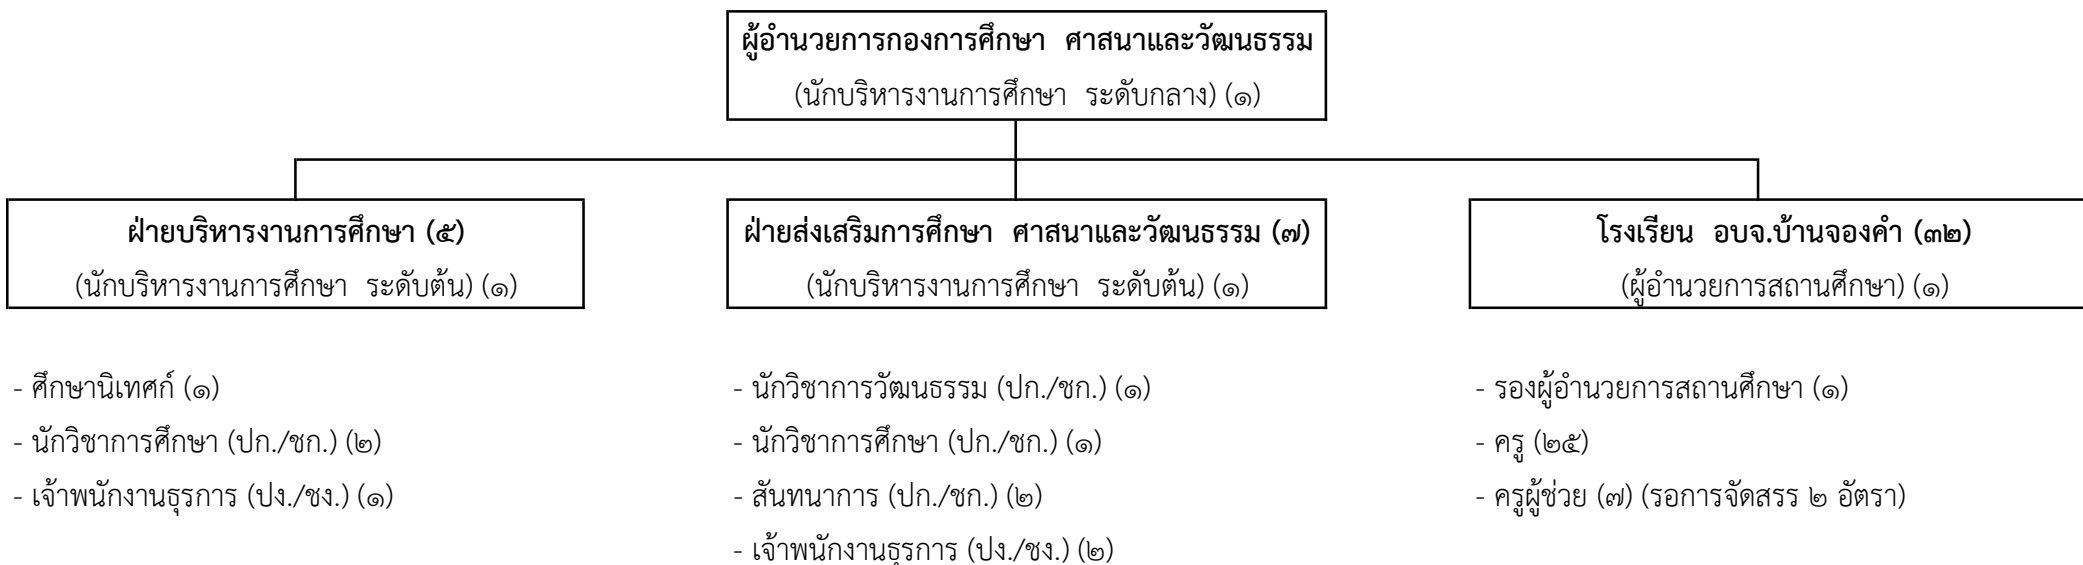 ผู้อำนวยการกองการศึกษา ศาสนาและวัฒนธรรม
(นักบริหารงานการศึกษา ระดับกลาง) (๑)
ฝ่ายบริหารงานการศึกษา (๕)
(นักบริหารงานการศึกษา ระดับต้น) (๑)
- ศึกษานิเทศก์ (๑)
- นักวิชาการศึกษา (ปก./ชก.) (๒)
- เจ้าพนักงานธุรการ (ปง./ชง.) (๑)
ฝ่ายส่งเสริมการศึกษา ศาสนาและวัฒนธรรม (๗)
(นักบริหารงานการศึกษา ระดับต้น) (๑)
- นักวิชาการวัฒนธรรม (ปก./ชก.) (๑)
- นักวิชาการศึกษา (ปก./ชก.) (๑)
- สันทนาการ (ปก./ชก.) (๒)
- เจ้าพนักงานธุรการ (ปง./ชง.) (๒)
โรงเรียน อบจ.บ้านจองคำ (๓๒)
(ผู้อำนวยการสถานศึกษา) (๑)
- รองผู้อำนวยการสถานศึกษา (๑)
- ครู (๒๕)
- ครูผู้ช่วย (๗) (รอการจัดสรร ๒ อัตรา)